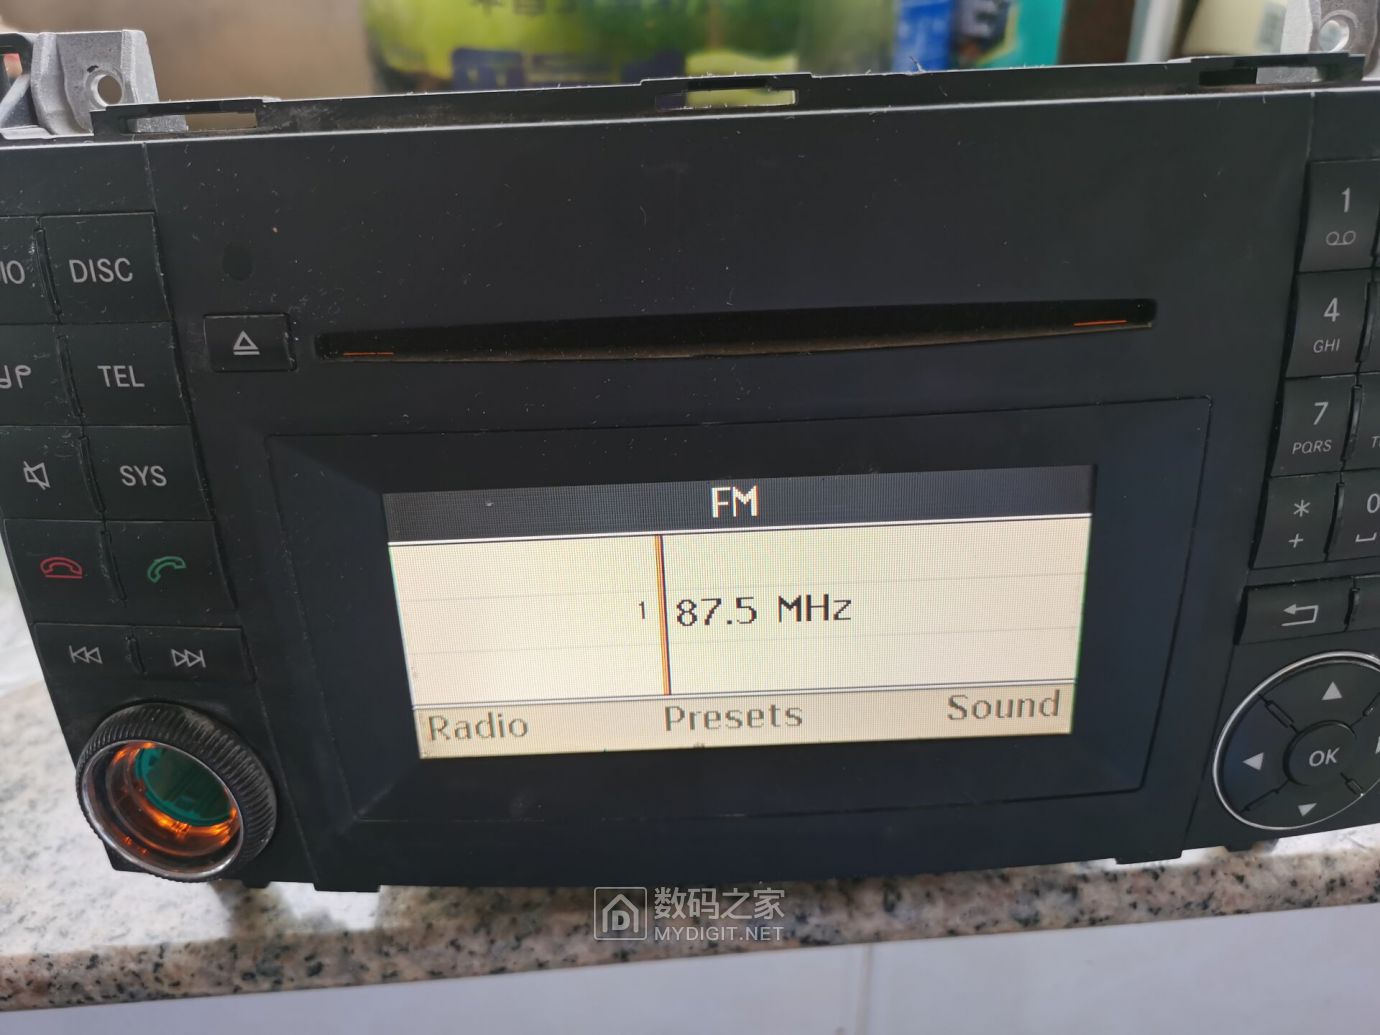 DISC
TEL
SYS
FM
1
87.5 MHz
Radio
Presets
Sound
1
4
GHI
7
PQRS
*
+
0
OK
数码之家
MYDIGIT.NET